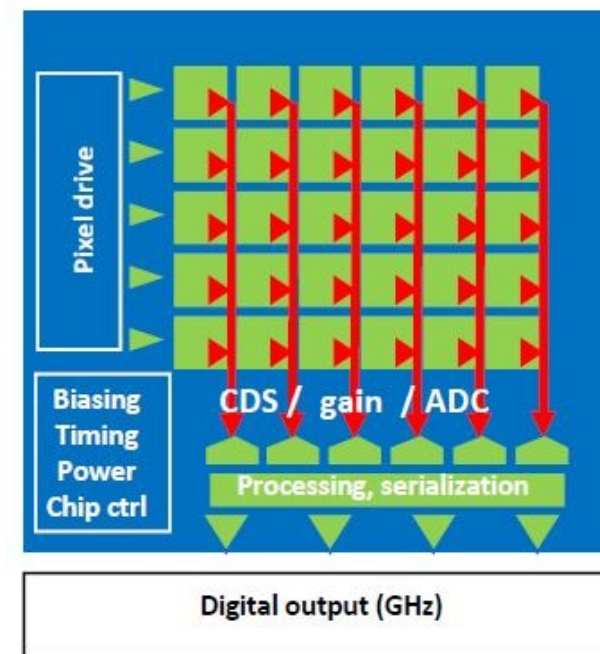 Pixel drive
CDS / gain / ADC
Biasing
Timing
Power
Chip ctrl
Processing, serialization
Digital output (GHz)